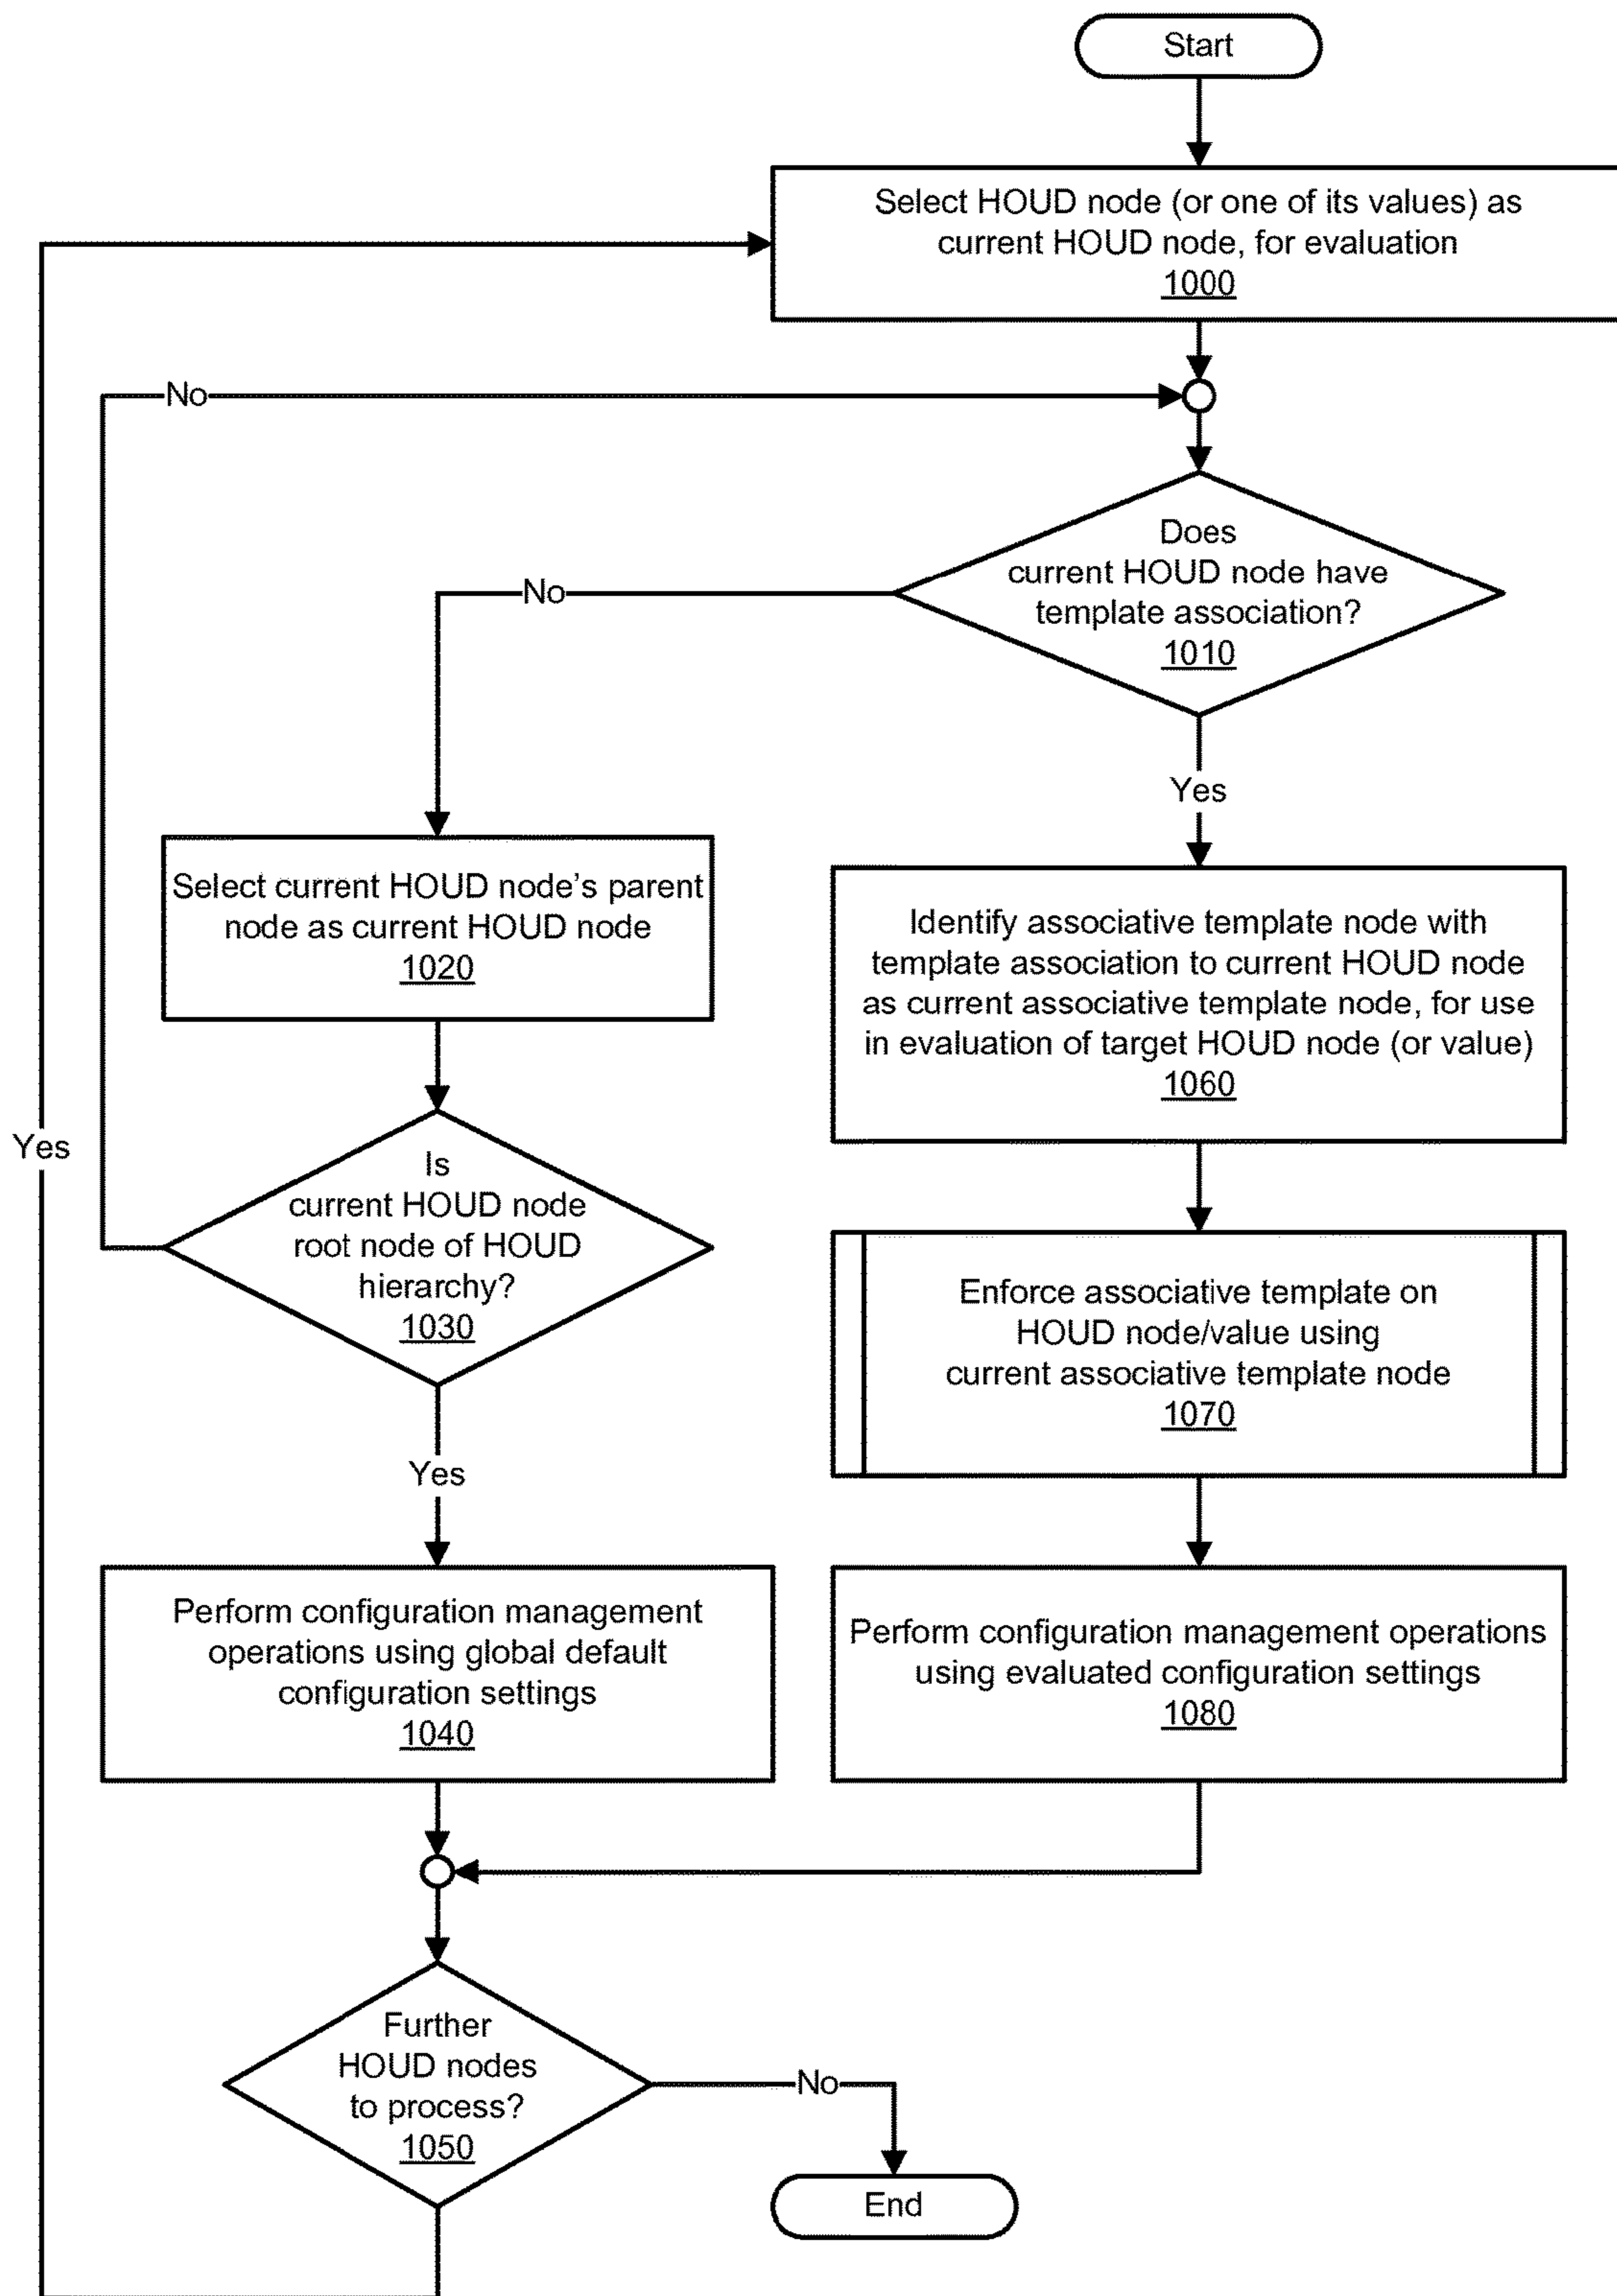 Start
Select HOUD node (or one of its values) as
current HOUD node, for evaluation
1000
No
Does
current HOUD node have
template association?
1010
No
Yes
Select current HOUD node's parent
node as current HOUD node
1020
Identify associative template node with
template association to current HOUD node
as current associative template node, for use
in evaluation of target HOUD node (or value)
1060
Yes
Is
current HOUD node
root node of HOUD
hierarchy?
1030
Enforce associative template on
HOUD node/value using
current associative template node
1070
Yes
Perform configuration management
operations using global default
configuration settings
1040
Perform configuration management operations
using evaluated configuration settings
1080
Further
HOUD nodes
to process?
1050
No
End